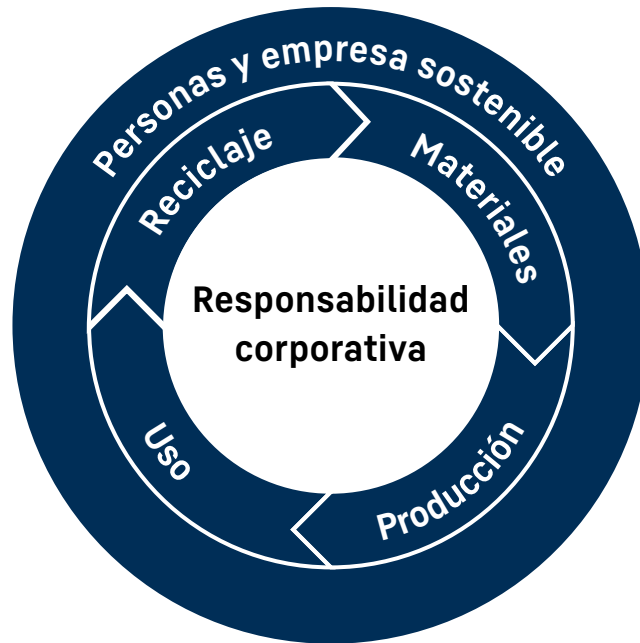 Personas y empresa sostenible
Reciclaje
Materiales
Responsabilidad
corporativa
Uso
Producción